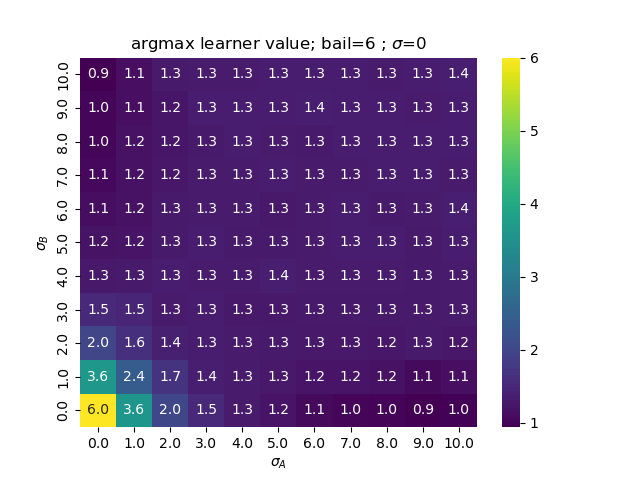 argmax learner value; bail=6 ; σ=0
10.0 0.9 1.1 1.3 1.3 1.3 1.3 1.3 1.3 1.3 1.3 1.4
9.0 1.0 1.1 1.2 1.3 1.3 1.3 1.4 1.3 1.3 1.3 1.3
8.0 1.0 1.2 1.2 1.3 1.3 1.3 1.3 1.3 1.3 1.3 1.3
7.0 1.1 1.2 1.2 1.3 1.3 1.3 1.3 1.3 1.3 1.3 1.3
6.0 1.1 1.2 1.3 1.3 1.3 1.3 1.3 1.3 1.3 1.3 1.4
5.0 1.2 1.2 1.3 1.3 1.3 1.3 1.3 1.3 1.3 1.3 1.3
4.0 1.3 1.3 1.3 1.3 1.3 1.4 1.3 1.3 1.3 1.3 1.3
3.0 1.5 1.5 1.3 1.3 1.3 1.3 1.3 1.3 1.3 1.3 1.3
2.0 2.0 1.6 1.4 1.3 1.3 1.3 1.3 1.3 1.2 1.3 1.2
1.0 3.6 2.4 1.7 1.4 1.3 1.3 1.2 1.2 1.2 1.1 1.1
0.0 6.0 3.6 2.0 1.5 1.3 1.2 1.1 1.0 1.0 0.9 1.0
0.0 1.0 2.0 3.0 4.0 5.0 6.0 7.0 8.0 9.0 10.0
σ_A
σ_B
6
5
4
3
2
1